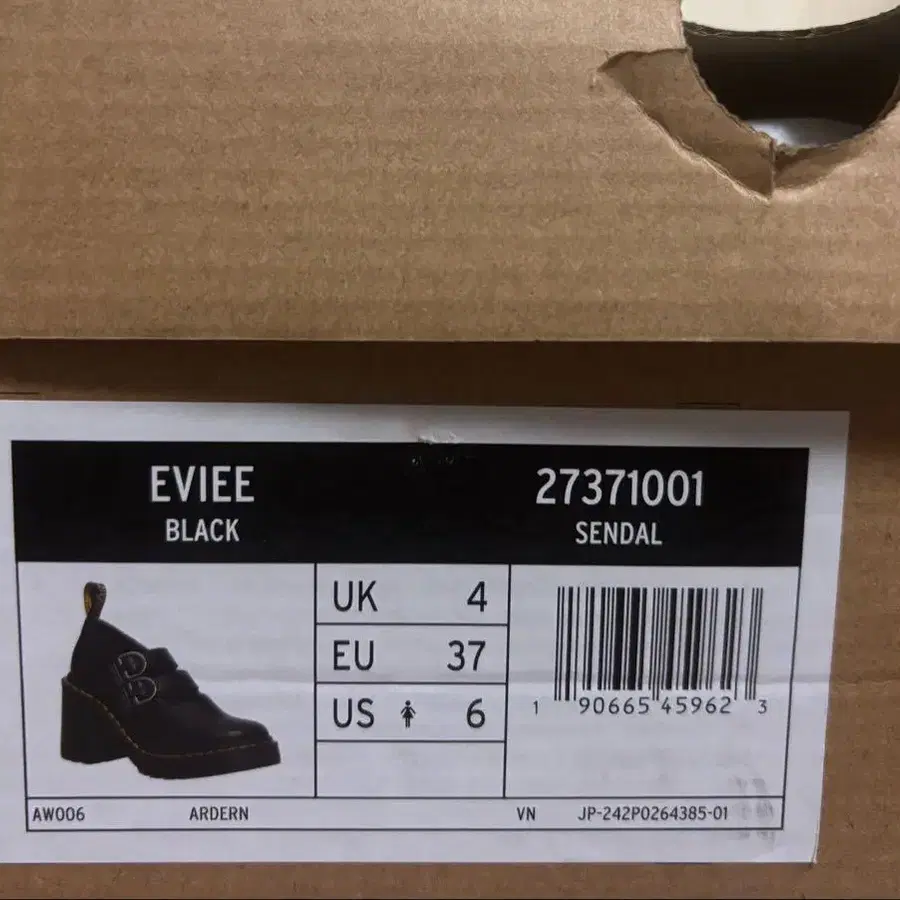 EVIEE
BLACK
27371001
SENDAL
UK 4
EU 37
US 6
1 90665 45962 3
AW006 ARDERN VN JP-242P0264385-01